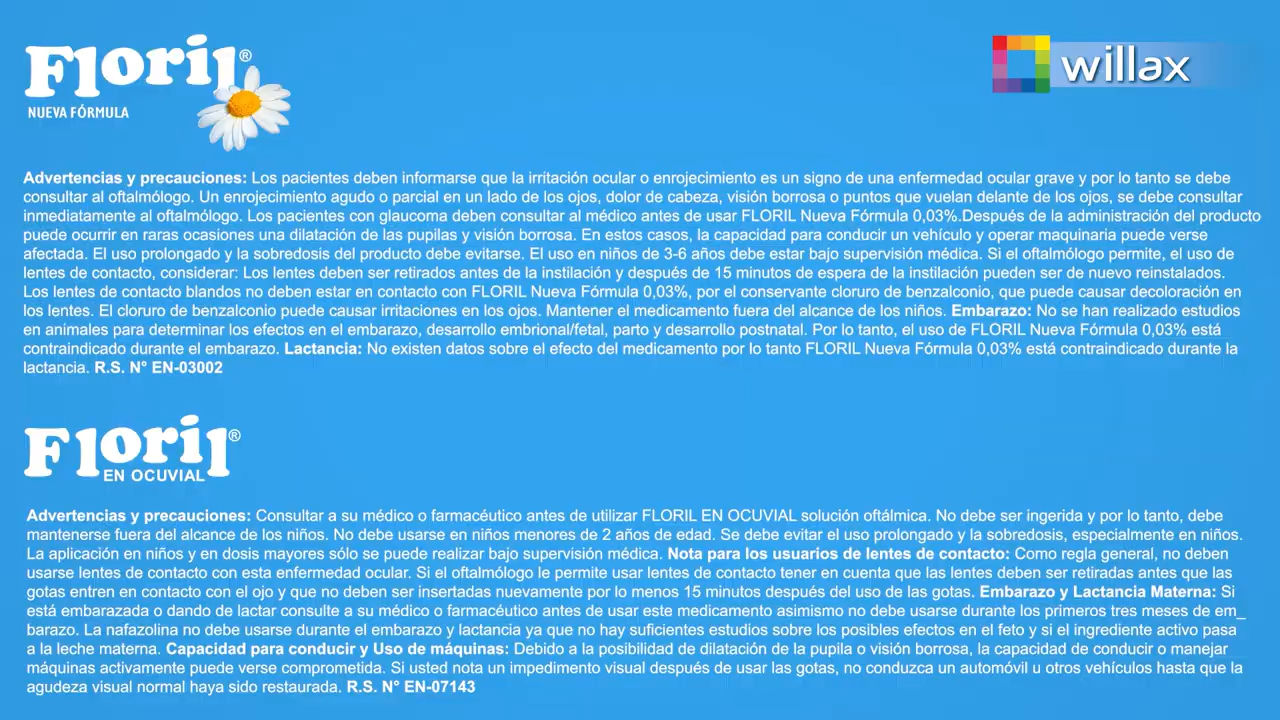 Floril®
NUEVA FÓRMULA
willax
Advertencias y precauciones: Los pacientes deben informarse que la irritación ocular o enrojecimiento es un signo de una enfermedad ocular grave y por lo tanto se debe
consultar al oftalmólogo. Un enrojecimiento agudo o parcial en un lado de los ojos, dolor de cabeza, visión borrosa o puntos que vuelan delante de los ojos, se debe consultar
inmediatamente al oftalmólogo. Los pacientes con glaucoma deben consultar al médico antes de usar FLORIL Nueva Fórmula 0,03%.Después de la administración del producto
puede ocurrir en raras ocasiones una dilatación de las pupilas y visión borrosa. En estos casos, la capacidad para conducir un vehículo y operar maquinaria puede verse
afectada. El uso prolongado y la sobredosis del producto debe evitarse. El uso en niños de 3-6 años debe estar bajo supervisión médica. Si el oftalmólogo permite, el uso de
lentes de contacto, considerar: Los lentes deben ser retirados antes de la instilación y después de 15 minutos de espera de la instilación pueden ser de nuevo reinstalados.
Los lentes de contacto blandos no deben estar en contacto con FLORIL Nueva Fórmula 0,03%, por el conservante cloruro de benzalconio, que puede causar decoloración en
los lentes. El cloruro de benzalconio puede causar irritaciones en los ojos. Mantener el medicamento fuera del alcance de los niños. Embarazo: No se han realizado estudios
en animales para determinar los efectos en el embarazo, desarrollo embrional/fetal, parto y desarrollo postnatal. Por lo tanto, el uso de FLORIL Nueva Fórmula 0,03% está
contraindicado durante el embarazo. Lactancia: No existen datos sobre el efecto del medicamento por lo tanto FLORIL Nueva Fórmula 0,03% está contraindicado durante la
lactancia. R.S. N° EN-03002
Floril®
EN OCUVIAL
Advertencias y precauciones: Consultar a su médico o farmacéutico antes de utilizar FLORIL EN OCUVIAL solución oftálmica. No debe ser ingerida y por lo tanto, debe
mantenerse fuera del alcance de los niños. No debe usarse en niños menores de 2 años de edad. Se debe evitar el uso prolongado y la sobredosis, especialmente en niños.
La aplicación en niños y en dosis mayores sólo se puede realizar bajo supervisión médica. Nota para los usuarios de lentes de contacto: Como regla general, no deben
usarse lentes de contacto con esta enfermedad ocular. Si el oftalmólogo le permite usar lentes de contacto tener en cuenta que las lentes deben ser retiradas antes que las
gotas entren en contacto con el ojo y que no deben ser insertadas nuevamente por lo menos 15 minutos después del uso de las gotas. Embarazo y Lactancia Materna: Si
está embarazada o dando de lactar consulte a su médico o farmacéutico antes de usar este medicamento asimismo no debe usarse durante los primeros tres meses de em_
barazo. La nafazolina no debe usarse durante el embarazo y lactancia ya que no hay suficientes estudios sobre los posibles efectos en el feto y si el ingrediente activo pasa
a la leche materna. Capacidad para conducir y Uso de máquinas: Debido a la posibilidad de dilatación de la pupila o visión borrosa, la capacidad de conducir o manejar
máquinas activamente puede verse comprometida. Si usted nota un impedimento visual después de usar las gotas, no conduzca un automóvil u otros vehículos hasta que la
agudeza visual normal haya sido restaurada. R.S. N° EN-07143